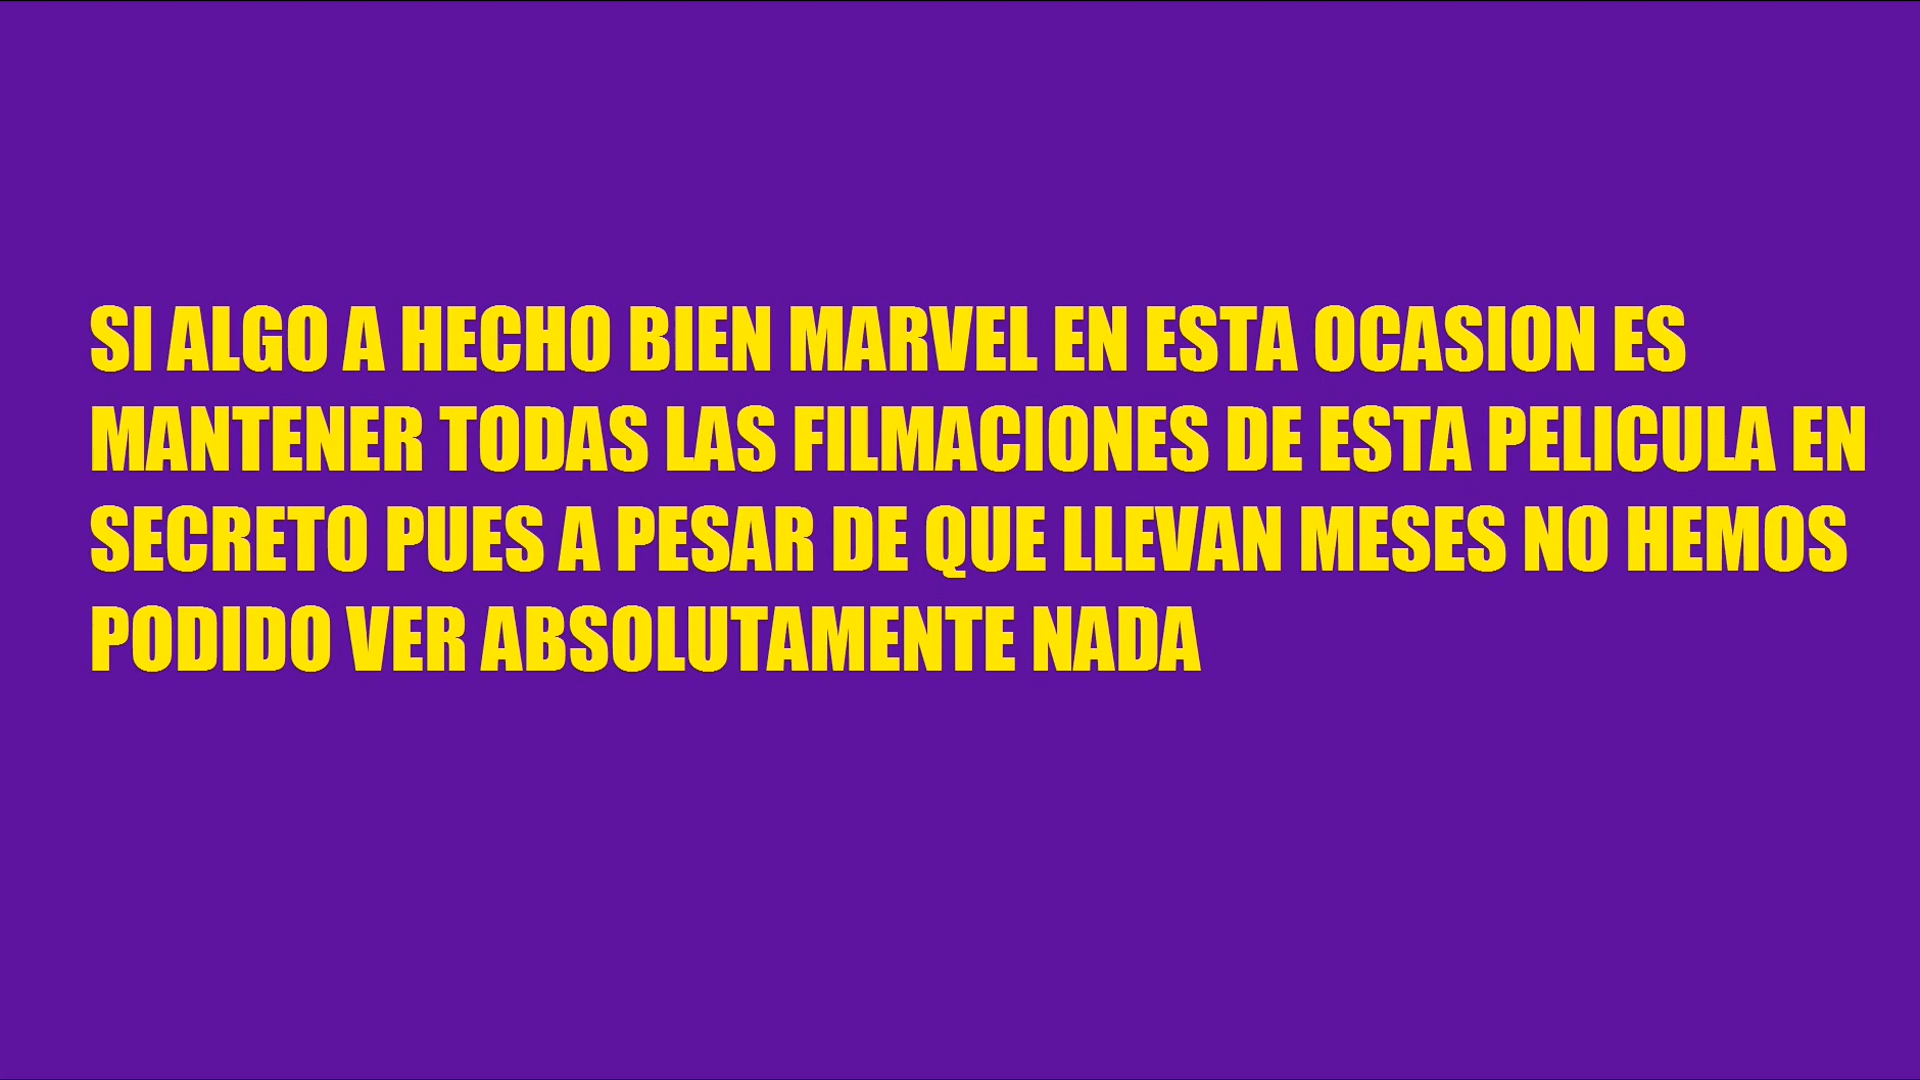 SI ALGO A HECHO BIEN MARVEL EN ESTA OCASION ES
MANTENER TODAS LAS FILMACIONES DE ESTA PELICULA EN
SECRETO PUES A PESAR DE QUE LLEVAN MESES NO HEMOS
PODIDO VER ABSOLUTAMENTE NADA